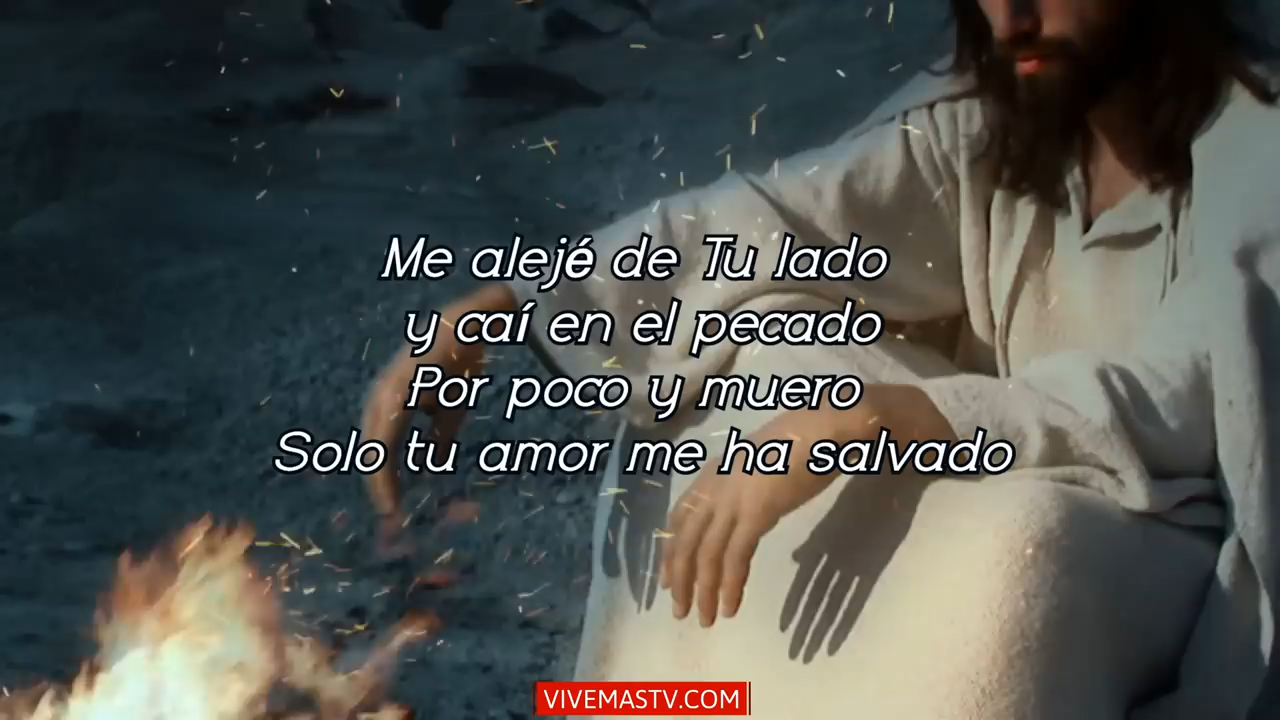 Me alejé de Tu lado
y caí en el pecado
Por poco y muero
Solo tu amor me ha salvado
VIVEMASTV.COM